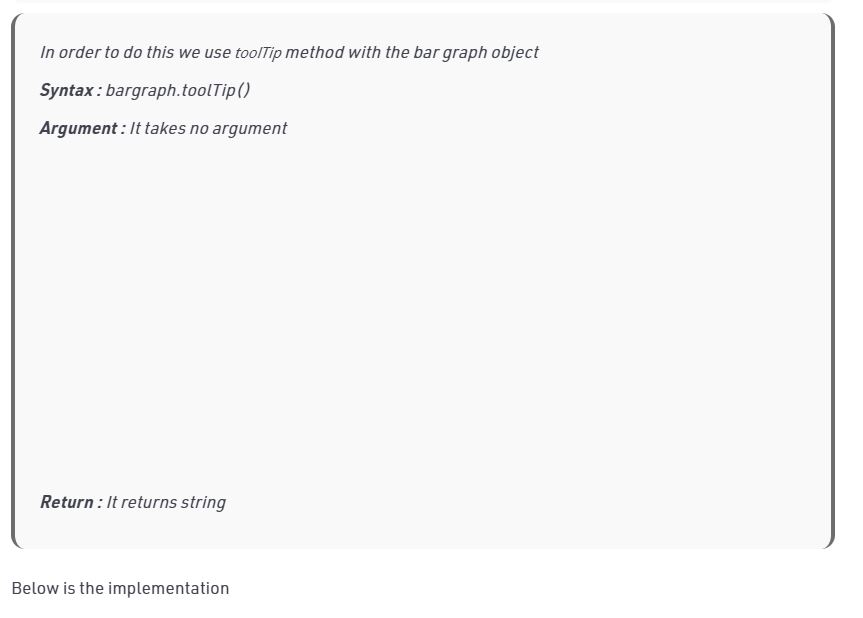 In order to do this we use toolTip method with the bar graph object
Syntax : bargraph.toolTip()
Argument : It takes no argument
Return : It returns string
Below is the implementation